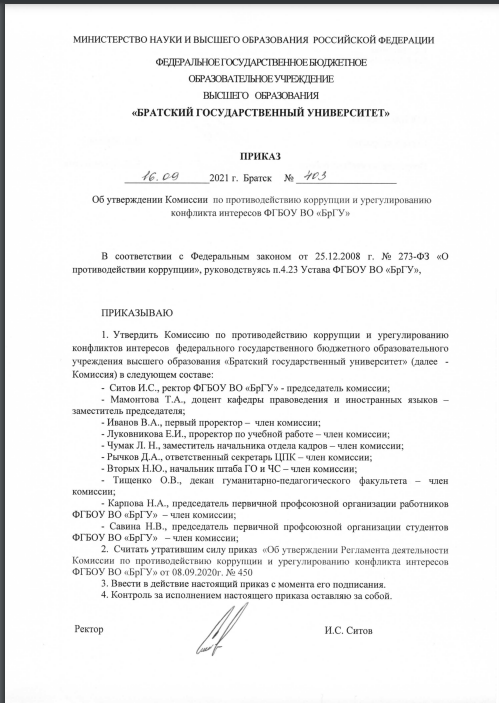 МИНИСТЕРСТВО НАУКИ И ВЫСШЕГО ОБРАЗОВАНИЯ РОССИЙСКОЙ ФЕДЕРАЦИИ
ФЕДЕРАЛЬНОЕ ГОСУДАРСТВЕННОЕ БЮДЖЕТНОЕ
ОБРАЗОВАТЕЛЬНОЕ УЧРЕЖДЕНИЕ
ВЫСШЕГО ОБРАЗОВАНИЯ
«БРАТСКИЙ ГОСУДАРСТВЕННЫЙ УНИВЕРСИТЕТ»
ПРИКАЗ
16.09 2021 г. Братск № 403
Об утверждении Комиссии по противодействию коррупции и урегулированию
конфликта интересов ФГБОУ ВО «БрГУ»
В соответствии с Федеральным законом от 25.12.2008 г. № 273-ФЗ «О
противодействии коррупции», руководствуясь п.4.23 Устава ФГБОУ ВО «БрГУ»,
ПРИКАЗЫВАЮ
1. Утвердить Комиссию по противодействию коррупции и урегулированию
конфликтов интересов федерального государственного бюджетного образовательного
учреждения высшего образования «Братский государственный университет» (далее -
Комиссия) в следующем составе:
- Ситов И.С., ректор ФГБОУ ВО «БрГУ» - председатель комиссии;
- Мамонтова Т.А., доцент кафедры правоведения и иностранных языков –
заместитель председателя;
- Иванов В.А., первый проректор – член комиссии;
- Луковникова Е.И., проректор по учебной работе – член комиссии;
- Чумак Л. Н., заместитель начальника отдела кадров – член комиссии;
- Рычков Д.А., ответственный секретарь ЦПК – член комиссии;
- Вторых Н.Ю., начальник штаба ГО и ЧС – член комиссии;
- Тищенко О.В., декан гуманитарно-педагогического факультета – член
комиссии;
- Карпова Н.А., председатель первичной профсоюзной организации работников
ФГБОУ ВО «БрГУ» – член комиссии;
- Савина Н.В., председатель первичной профсоюзной организации студентов
ФГБОУ ВО «БрГУ» – член комиссии;
2. Считать утратившим силу приказ «Об утверждении Регламента деятельности
Комиссии по противодействию коррупции и урегулированию конфликта интересов
ФГБОУ ВО «БрГУ» от 08.09.2020г. № 450
3. Ввести в действие настоящий приказ с момента его подписания.
4. Контроль за исполнением настоящего приказа оставляю за собой.
Ректор И.С. Ситов